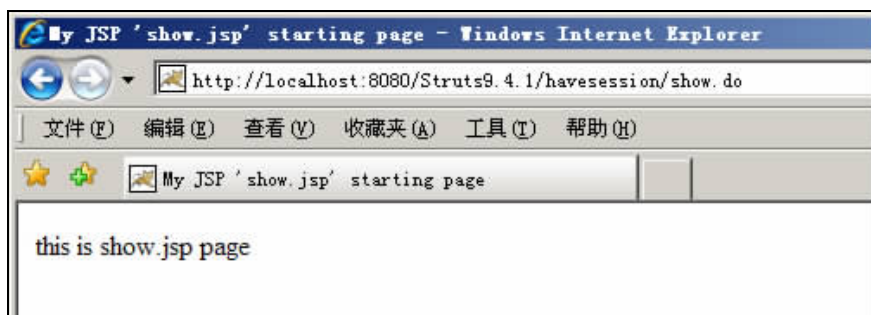 My JSP 'show.jsp' starting page - Windows Internet Explorer
http://localhost:8080/Struts9.4.1/havesession/show.do
文件(F) 编辑(E) 查看(V) 收藏夹(A) 工具(T) 帮助(H)
My JSP 'show.jsp' starting page
this is show.jsp page